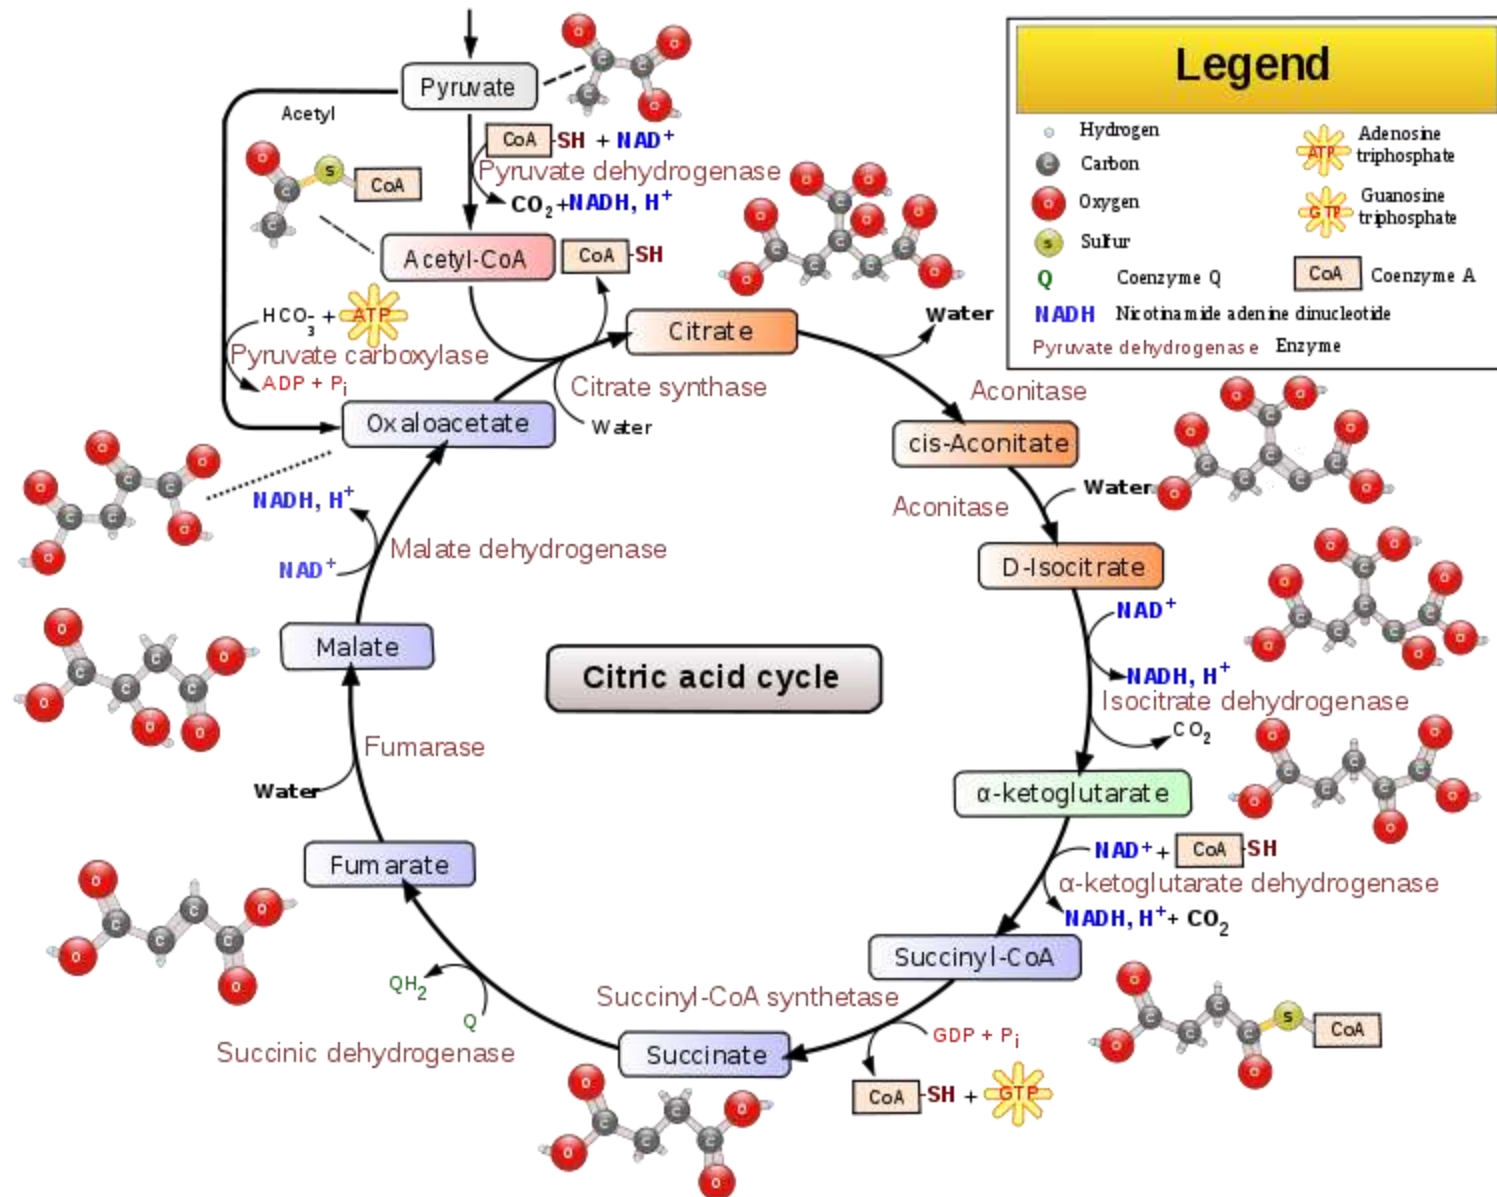 Legend
Hydrogen
Carbon
Oxygen
S
Sulfur
Q
Coenzyme Q
NADH
Nicotinamide adenine dinucleotide
Pyruvate dehydrogenase
Enzyme
ATP
Adenosine
triphosphate
GTP
Guanosine
triphosphate
CoA
Coenzyme A
Pyruvate
Acetyl
S
CoA
CoA-SH + NAD+
Pyruvate dehydrogenase
CO2+NADH, H+
Acetyl-CoA
CoA-SH
HCO3- + ATP
Pyruvate carboxylase
ADP + Pi
Citrate
Citrate synthase
Water
Water
Aconitase
cis-Aconitate
Aconitase
Water
D-Isocitrate
NAD+
NADH, H+
Isocitrate dehydrogenase
CO2
α-ketoglutarate
NAD+ + CoA-SH
α-ketoglutarate dehydrogenase
NADH, H+ + CO2
Succinyl-CoA
S
CoA
Succinyl-CoA synthetase
GDP + Pi
CoA-SH + GTP
Succinate
Q
QH2
Succinic dehydrogenase
Fumarate
Water
Fumarase
Malate
NAD+
Malate dehydrogenase
NADH, H+
Oxaloacetate
Citric acid cycle